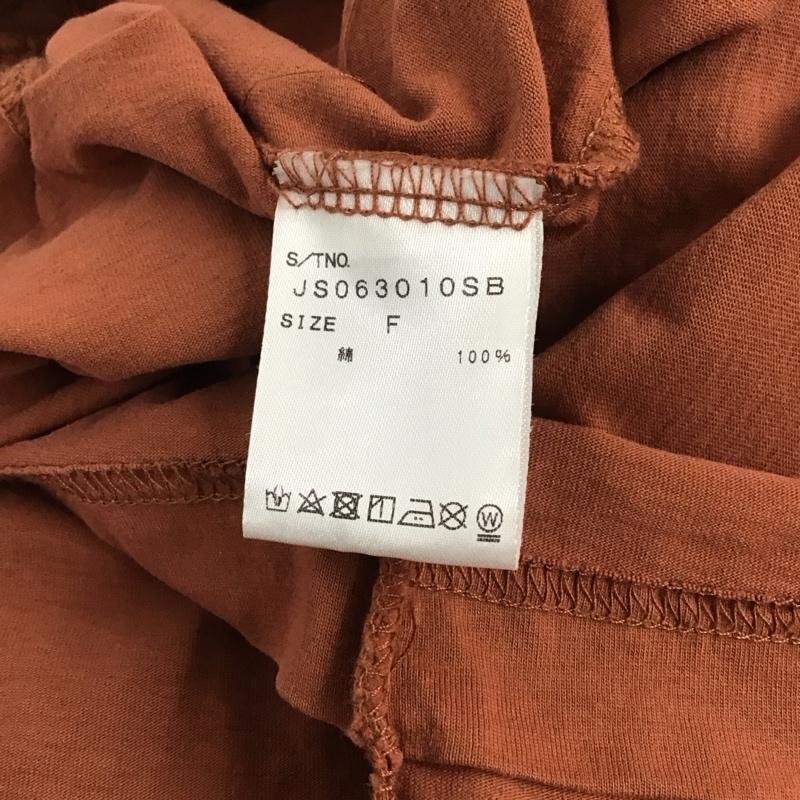 S/TNO.
JS063010SB
SIZE F
綿 100%
W